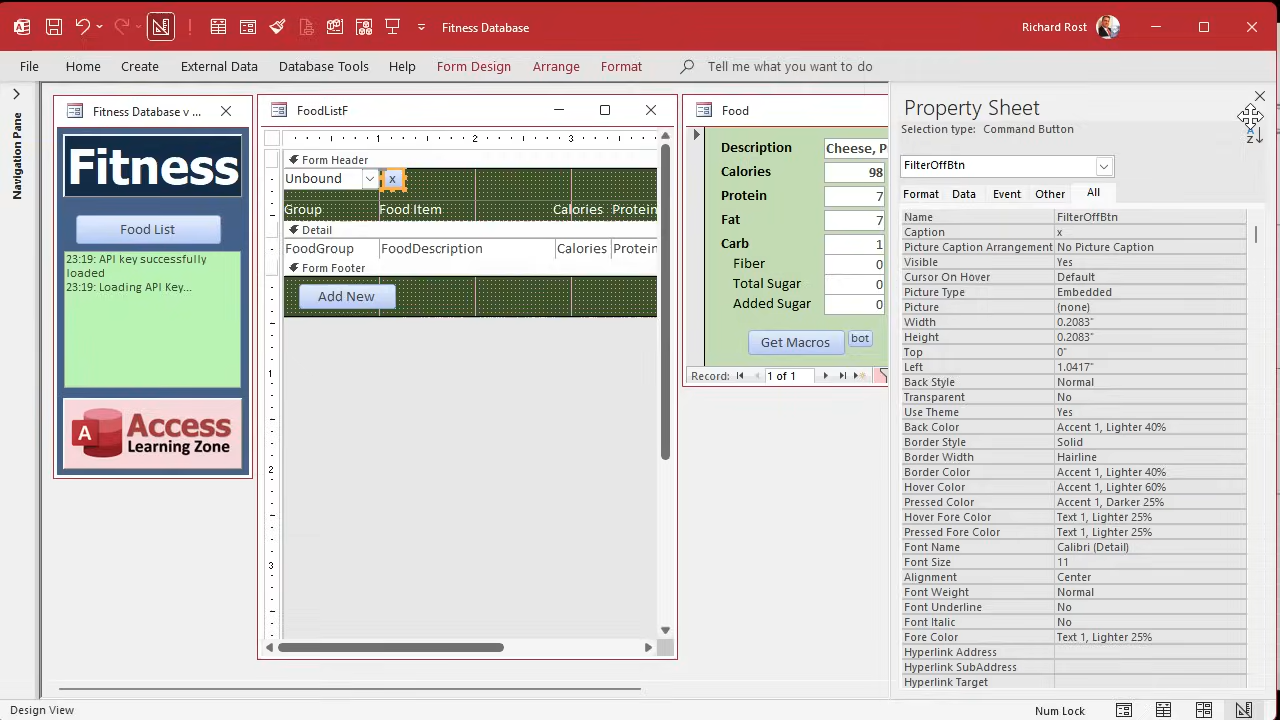 Fitness Database
Richard Rost
File
Home
Create
External Data
Database Tools
Help
Form Design
Arrange
Format
Tell me what you want to do
Navigation Pane
Fitness Database v ...
Fitness
Food List
23:19: API key successfully
loaded
23:19: Loading API Key...
A
Access
Learning Zone
FoodListF
1
2
3
Form Header
Unbound
x
Group
Food Item
Calories
Protein
Detail
FoodGroup
FoodDescription
Calories
Protein
Form Footer
Add New
1
2
3
Food
Description
Cheese, P
Calories
98
Protein
7
Fat
7
Carb
1
Fiber
0
Total Sugar
0
Added Sugar
0
Get Macros
bot
Record:
1 of 1
Property Sheet
Selection type: Command Button
FilterOffBtn
Format
Data
Event
Other
All
Name FilterOffBtn
Caption x
Picture Caption Arrangement No Picture Caption
Visible Yes
Cursor On Hover Default
Picture Type Embedded
Picture (none)
Width 0.2083"
Height 0.2083"
Top 0"
Left 1.0417"
Back Style Normal
Transparent No
Use Theme Yes
Back Color Accent 1, Lighter 40%
Border Style Solid
Border Width Hairline
Border Color Accent 1, Lighter 40%
Hover Color Accent 1, Lighter 60%
Pressed Color Accent 1, Darker 25%
Hover Fore Color Text 1, Lighter 25%
Pressed Fore Color Text 1, Lighter 25%
Font Name Calibri (Detail)
Font Size 11
Alignment Center
Font Weight Normal
Font Underline No
Font Italic No
Fore Color Text 1, Lighter 25%
Hyperlink Address
Hyperlink SubAddress
Hyperlink Target
Design View
Num Lock